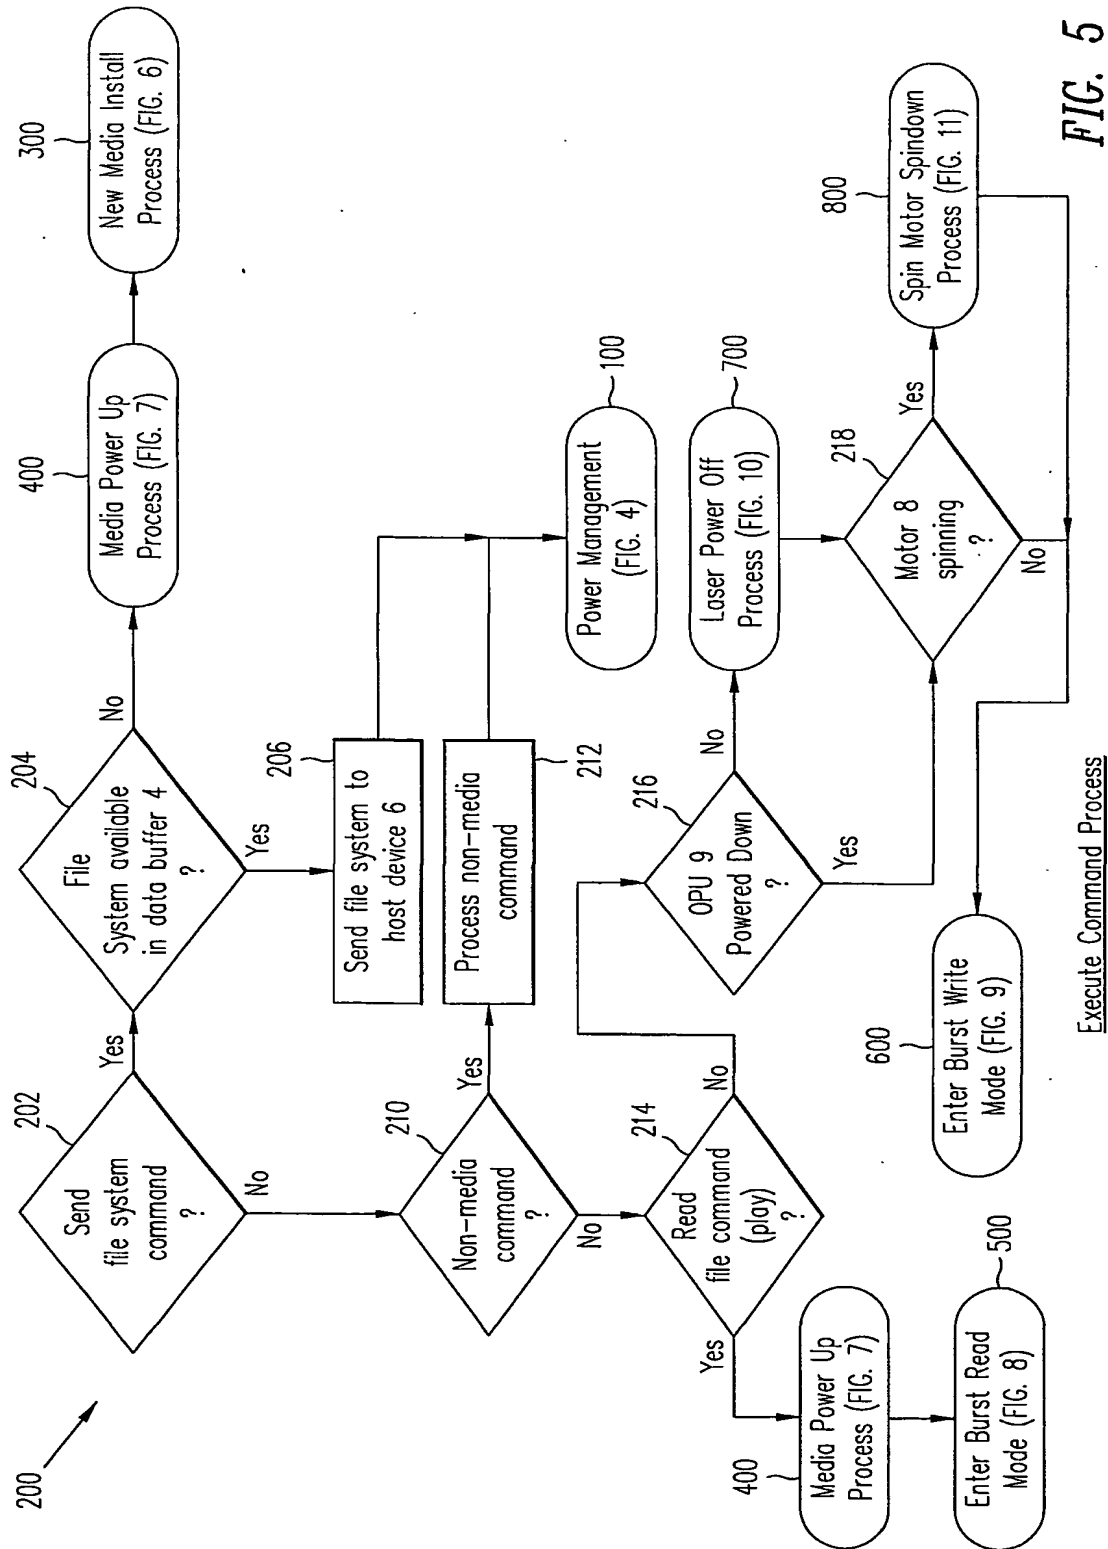 200
202
Send
file system
command
?
Yes
No
204
File
System available
in data buffer 4
?
No
Yes
400
Media Power Up
Process (FIG. 7)
300
New Media Install
Process (FIG. 6)
206
Send file system to
host device 6
210
Non-media
command
?
Yes
No
212
Process non-media
command
100
Power Management
(FIG. 4)
214
Read
file command
(play)
?
Yes
No
400
Media Power Up
Process (FIG. 7)
500
Enter Burst Read
Mode (FIG. 8)
216
OPU 9
Powered Down
?
No
Yes
700
Laser Power Off
Process (FIG. 10)
218
Motor 8
spinning
?
Yes
No
800
Spin Motor Spindown
Process (FIG. 11)
600
Enter Burst Write
Mode (FIG. 9)
Execute Command Process
FIG. 5